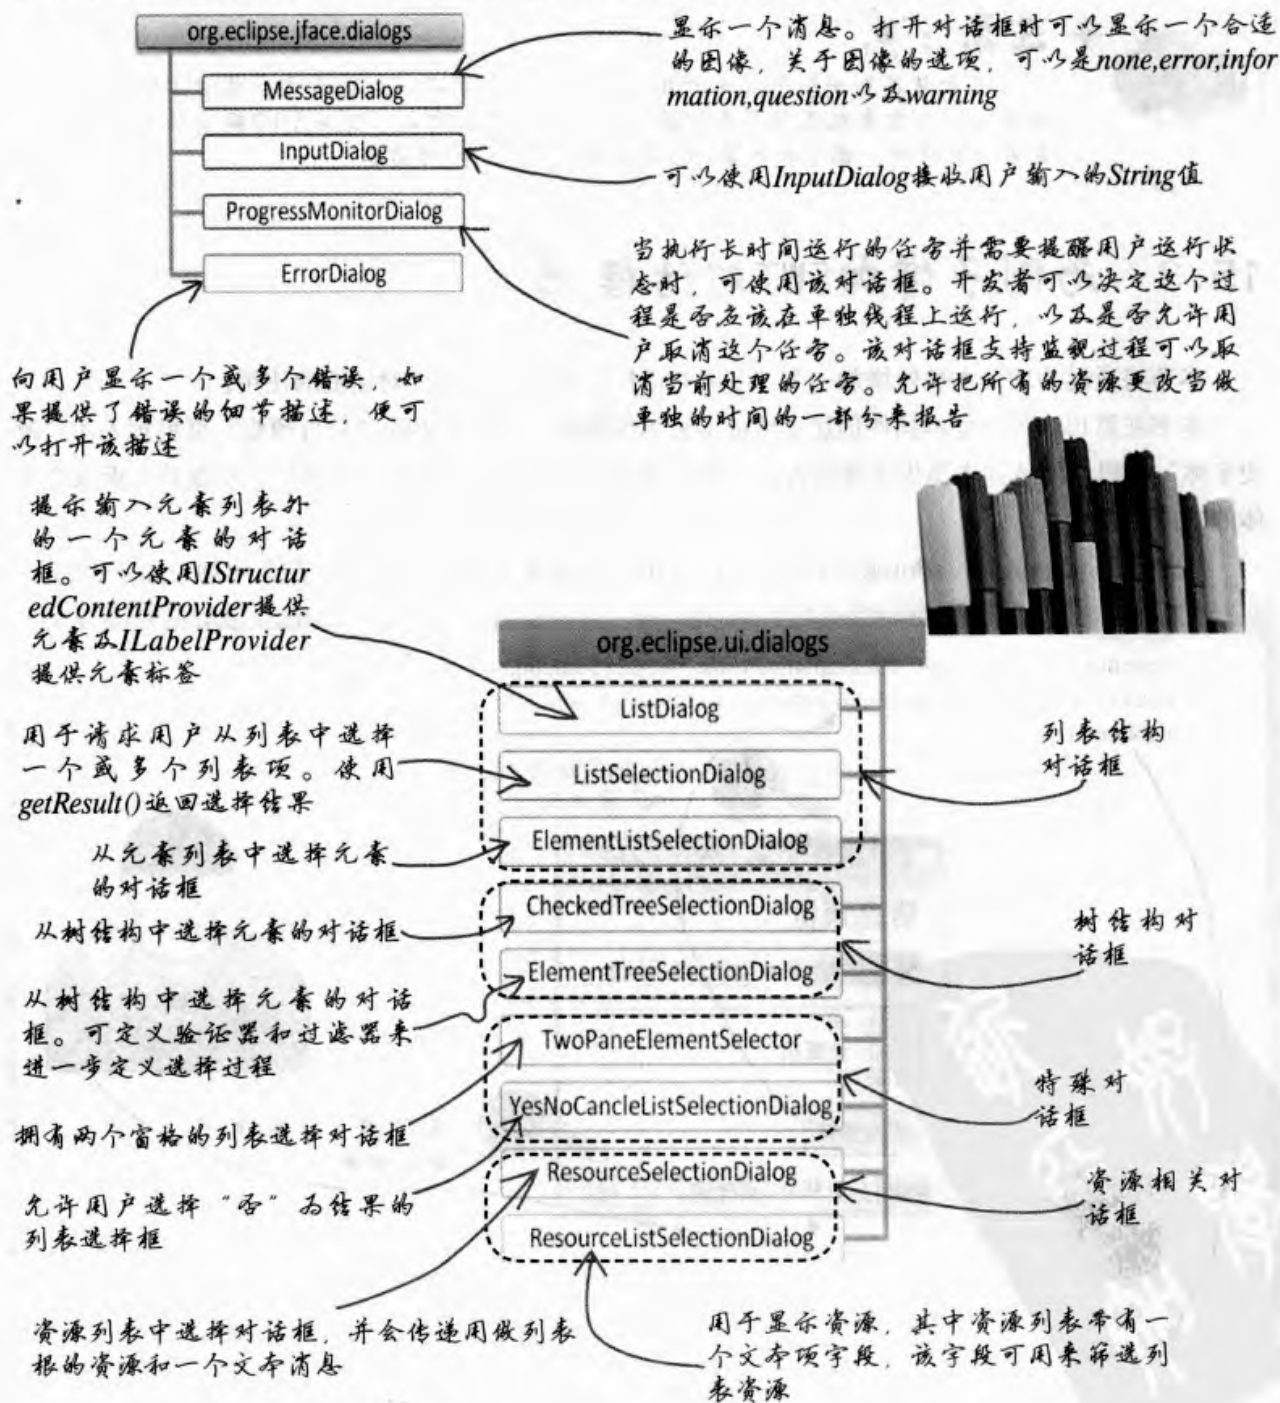 org.eclipse.jface.dialogs
MessageDialog
InputDialog
ProgressMonitorDialog
ErrorDialog
显示一个消息。打开对话框时可以显示一个合适
的图像，关于图像的选项，可以是none,error,infor
mation,question以及warning
可以使用InputDialog接收用户输入的String值
当执行长时间运行的任务并需要提醒用户运行状
态时，可使用该对话框。开发者可以决定这个过
程是否应该在单独线程上运行，以及是否允许用
户取消这个任务。该对话框支持监视过程可以取
消当前处理的任务。允许把所有的资源更改当做
单独的时间的一部分来报告
向用户显示一个或多个错误，如
果提供了错误的细节描述，便可
以打开该描述
提示输入元素列表外
的一个元素的对话
框。可以使用IStructur
edContentProvider提供
元素及ILabelProvider
提供元素标签
用于请求用户从列表中选择
一个或多个列表项。使用
getResult()返回选择结果
从元素列表中选择元素
的对话框
从树结构中选择元素的对话框
从树结构中选择元素的对话
框。可定义验证器和过滤器来
进一步定义选择过程
拥有两个窗格的列表选择对话框
允许用户选择“否”为结果的
列表选择框
org.eclipse.ui.dialogs
ListDialog
ListSelectionDialog
ElementListSelectionDialog
CheckedTreeSelectionDialog
ElementTreeSelectionDialog
TwoPaneElementSelector
YesNoCancleListSelectionDialog
ResourceSelectionDialog
ResourceListSelectionDialog
列表结构
对话框
树结构对
话框
特殊对
话框
资源相关对
话框
资源列表中选择对话框，并会传递用做列表
根的资源和一个文本消息
用于显示资源，其中资源列表带有一
个文本项字段，该字段可用来筛选列
表资源